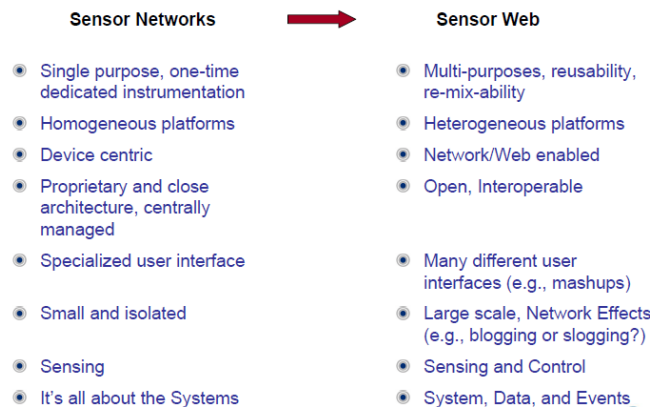 Sensor Networks
Sensor Web
Single purpose, one-time
dedicated instrumentation
Multi-purposes, reusability,
re-mix-ability
Homogeneous platforms
Heterogeneous platforms
Device centric
Network/Web enabled
Proprietary and close
architecture, centrally
managed
Open, Interoperable
Specialized user interface
Many different user
interfaces (e.g., mashups)
Small and isolated
Large scale, Network Effects
(e.g., blogging or slogging?)
Sensing
Sensing and Control
It's all about the Systems
System, Data, and Events